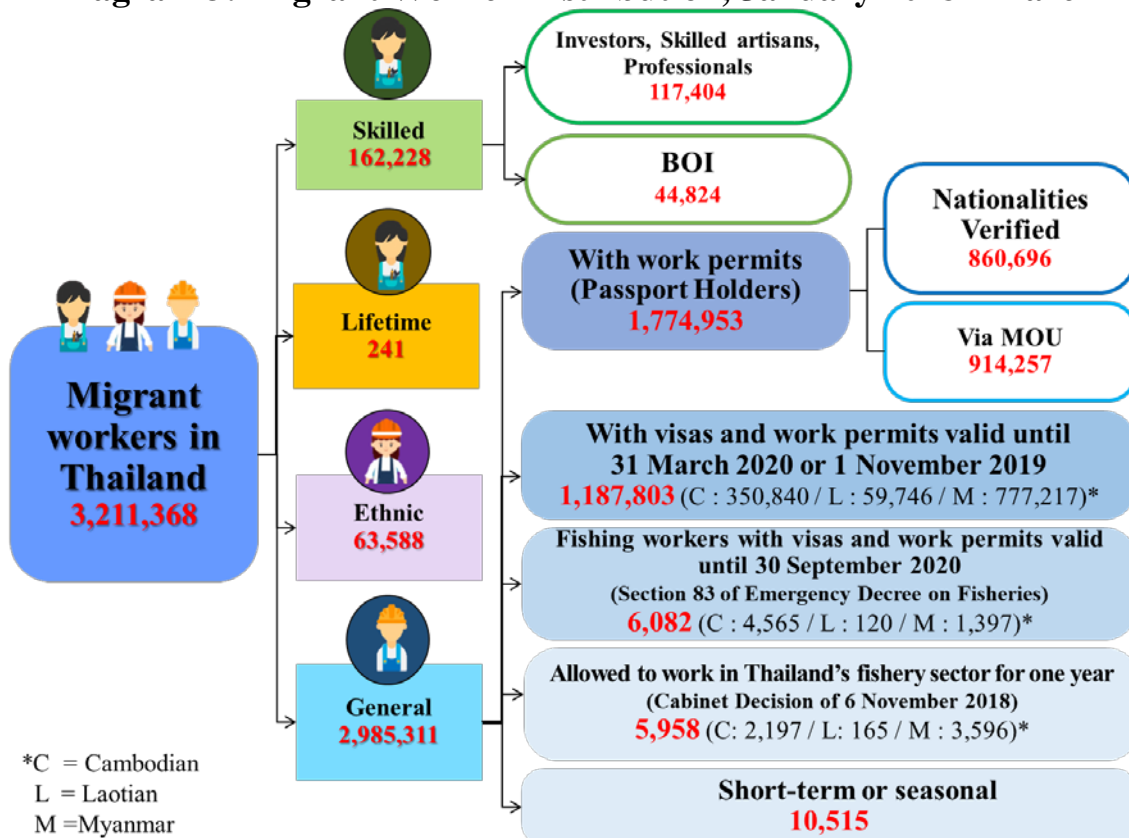 Migrant
workers in
Thailand
3,211,368
Skilled
162,228
Investors, Skilled artisans,
Professionals
117,404
BOI
44,824
Lifetime
241
Ethnic
63,588
General
2,985,311
With work permits
(Passport Holders)
1,774,953
Nationalities
Verified
860,696
Via MOU
914,257
With visas and work permits valid until
31 March 2020 or 1 November 2019
1,187,803 (C : 350,840 / L : 59,746 / M : 777,217)*
Fishing workers with visas and work permits valid
until 30 September 2020
(Section 83 of Emergency Decree on Fisheries)
6,082 (C : 4,565 / L : 120 / M : 1,397)*
Allowed to work in Thailand’s fishery sector for one year
(Cabinet Decision of 6 November 2018)
5,958 (C: 2,197 / L: 165 / M : 3,596)*
Short-term or seasonal
10,515
*C = Cambodian
L = Laotian
M =Myanmar